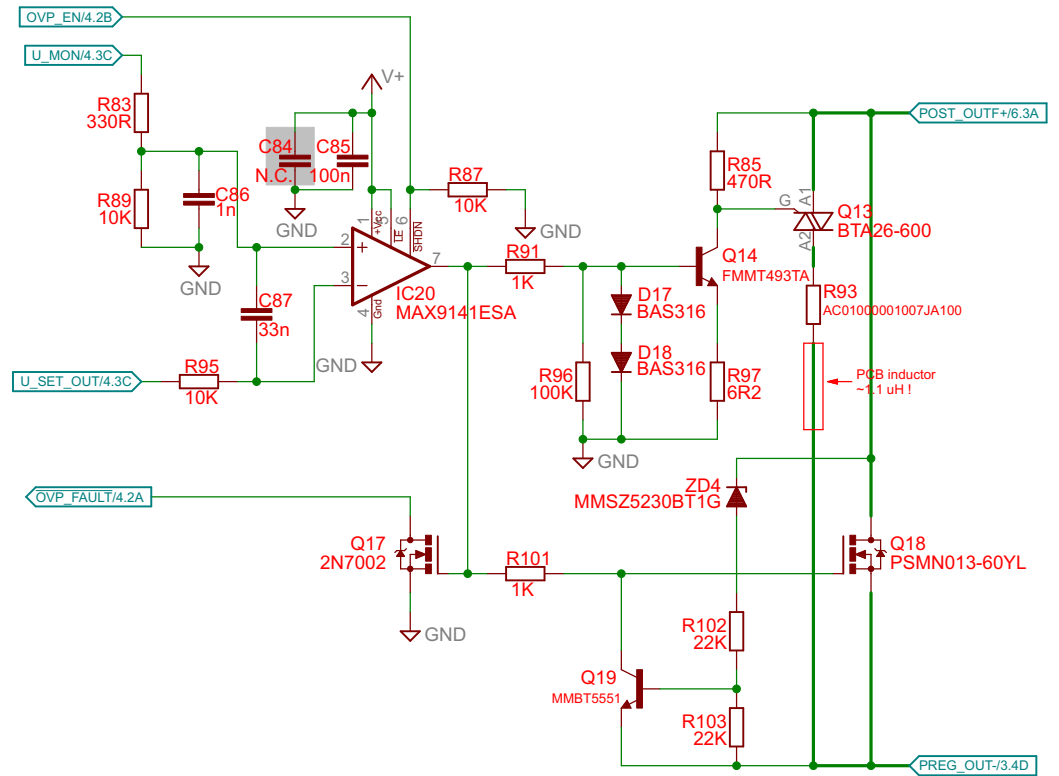 OVP_EN/4.2B
U_MON/4.3C
V+
R83
330R
C84
N.C.
C85
100n
POST_OUTF+/6.3A
R89
10K
C86
1n
GND
R87
10K
GND
R85
470R
G
A1
A2
Q13
BTA26-600
GND
1
+Vcc
5
LE
6
SHDN
2
3
7
4
Gnd
IC20
MAX9141ESA
R91
1K
Q14
FMMT493TA
C87
33n
D17
BAS316
R93
AC01000001007JA100
GND
D18
BAS316
U_SET_OUT/4.3C
R95
10K
R96
100K
R97
6R2
PCB inductor
~1.1 uH !
GND
OVP_FAULT/4.2A
ZD4
MMSZ5230BT1G
Q17
2N7002
R101
1K
Q18
PSMN013-60YL
GND
R102
22K
Q19
MMBT5551
R103
22K
PREG_OUT-/3.4D